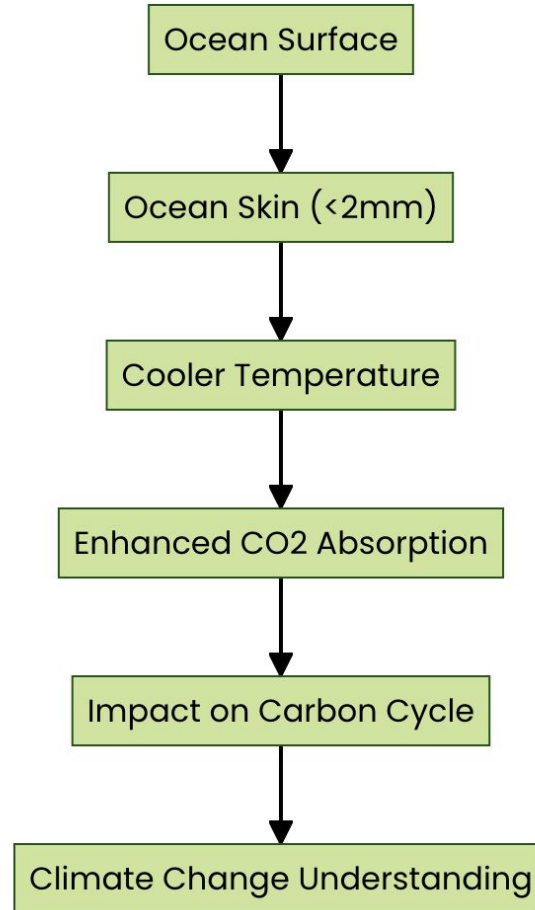 Ocean Surface
Ocean Skin (<2mm)
Cooler Temperature
Enhanced CO2 Absorption
Impact on Carbon Cycle
Climate Change Understanding